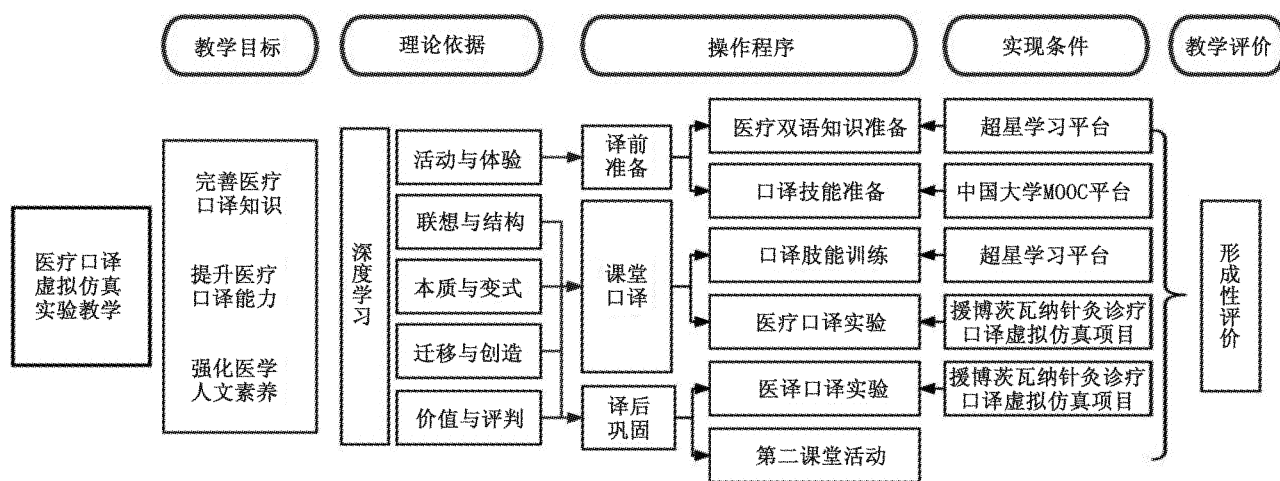 教学目标
理论依据
操作程序
实现条件
教学评价
医疗口译
虚拟仿真
实验教学
完善医疗
口译知识
提升医疗
口译能力
强化医学
人文素养
深度学习
活动与体验
联想与结构
本质与变式
迁移与创造
价值与评判
译前
准备
课堂
口译
译后
巩固
医疗双语知识准备
口译技能准备
口译肢能训练
医疗口译实验
医译口译实验
第二课堂活动
超星学习平台
中国大学MOOC平台
超星学习平台
援博茨瓦纳针灸诊疗
口译虚拟仿真项目
援博茨瓦纳针灸诊疗
口译虚拟仿真项目
形成性评价